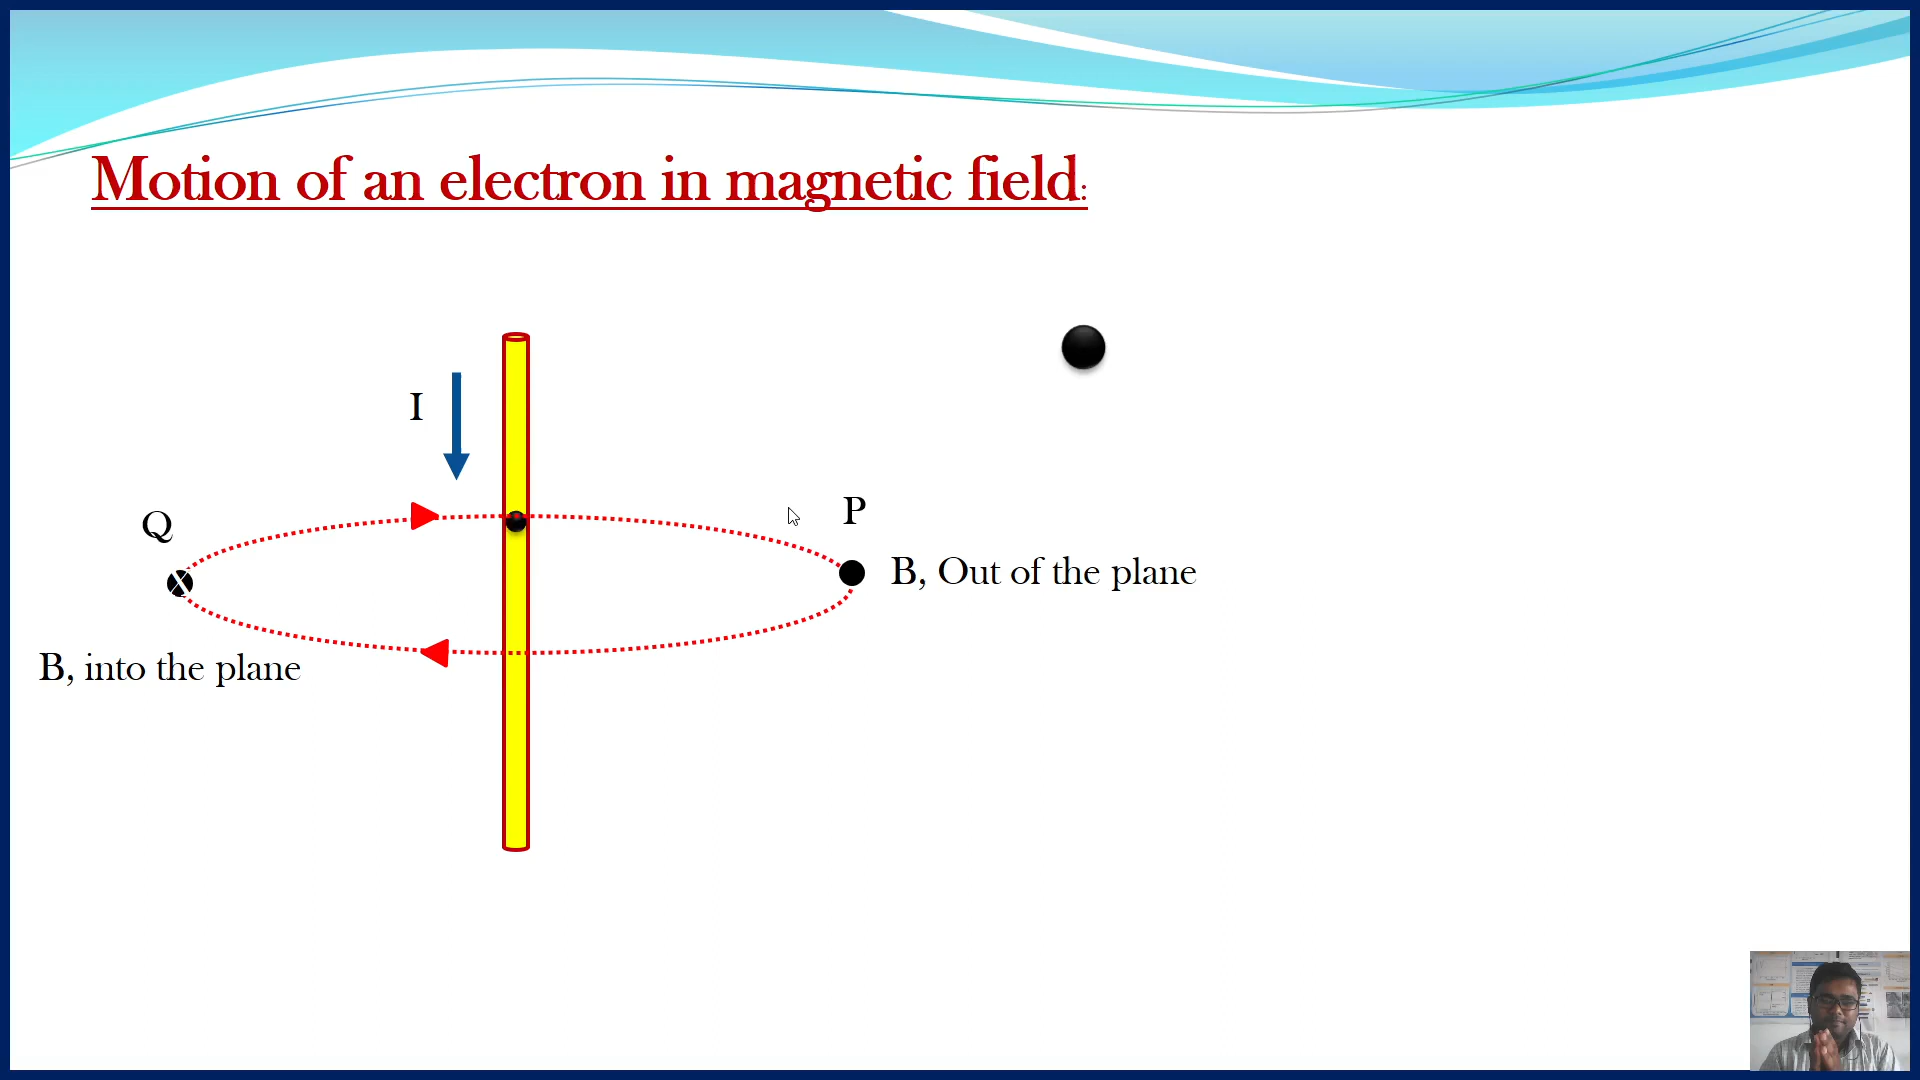 Motion of an electron in magnetic field:
I
Q
P
X
B, Out of the plane
B, into the plane